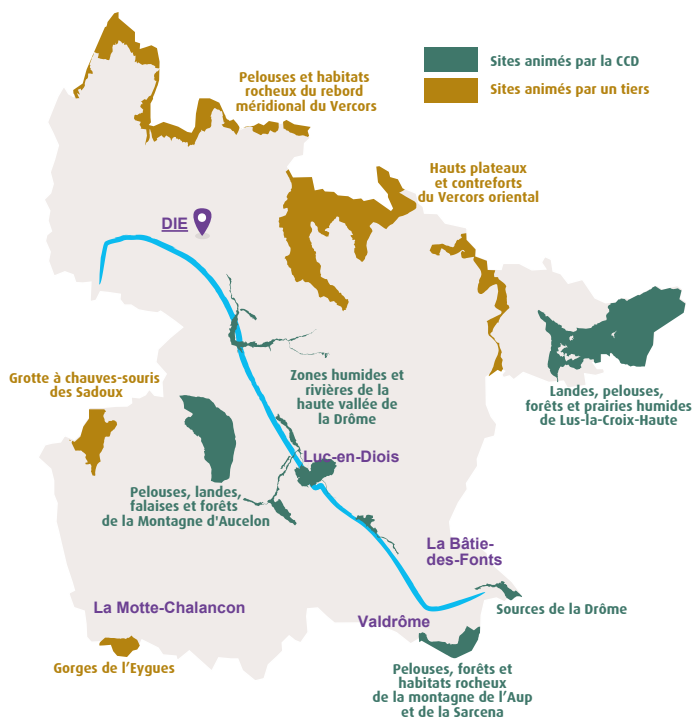 Sites animés par la CCD
Sites animés par un tiers
Pelouses et habitats
rocheux du rebord
méridional du Vercors
Hauts plateaux
et contreforts
du Vercors oriental
DIE
Grotte à chauves-souris
des Sadoux
Zones humides et
rivières de la
haute vallée de
la Drôme
Landes, pelouses,
forêts et prairies humides
de Lus-la-Croix-Haute
Luc-en-Diois
Pelouses, landes,
falaises et forêts
de la Montagne d'Aucelon
La Bâtie-
des-Fonts
La Motte-Chalancon
Valdrôme
Sources de la Drôme
Gorges de l’Eygues
Pelouses, forêts et
habitats rocheux
de la montagne de l’Aup
et de la Sarcena